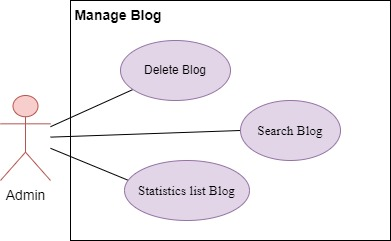 Manage Blog
Delete Blog
Search Blog
Admin
Statistics list Blog